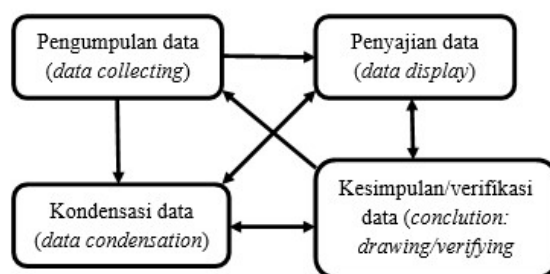 Pengumpulan data
(data collecting)
Penyajian data
(data display)
Kondensasi data
(data condensation)
Kesimpulan/verifikasi
data (conclution:
drawing/verifying